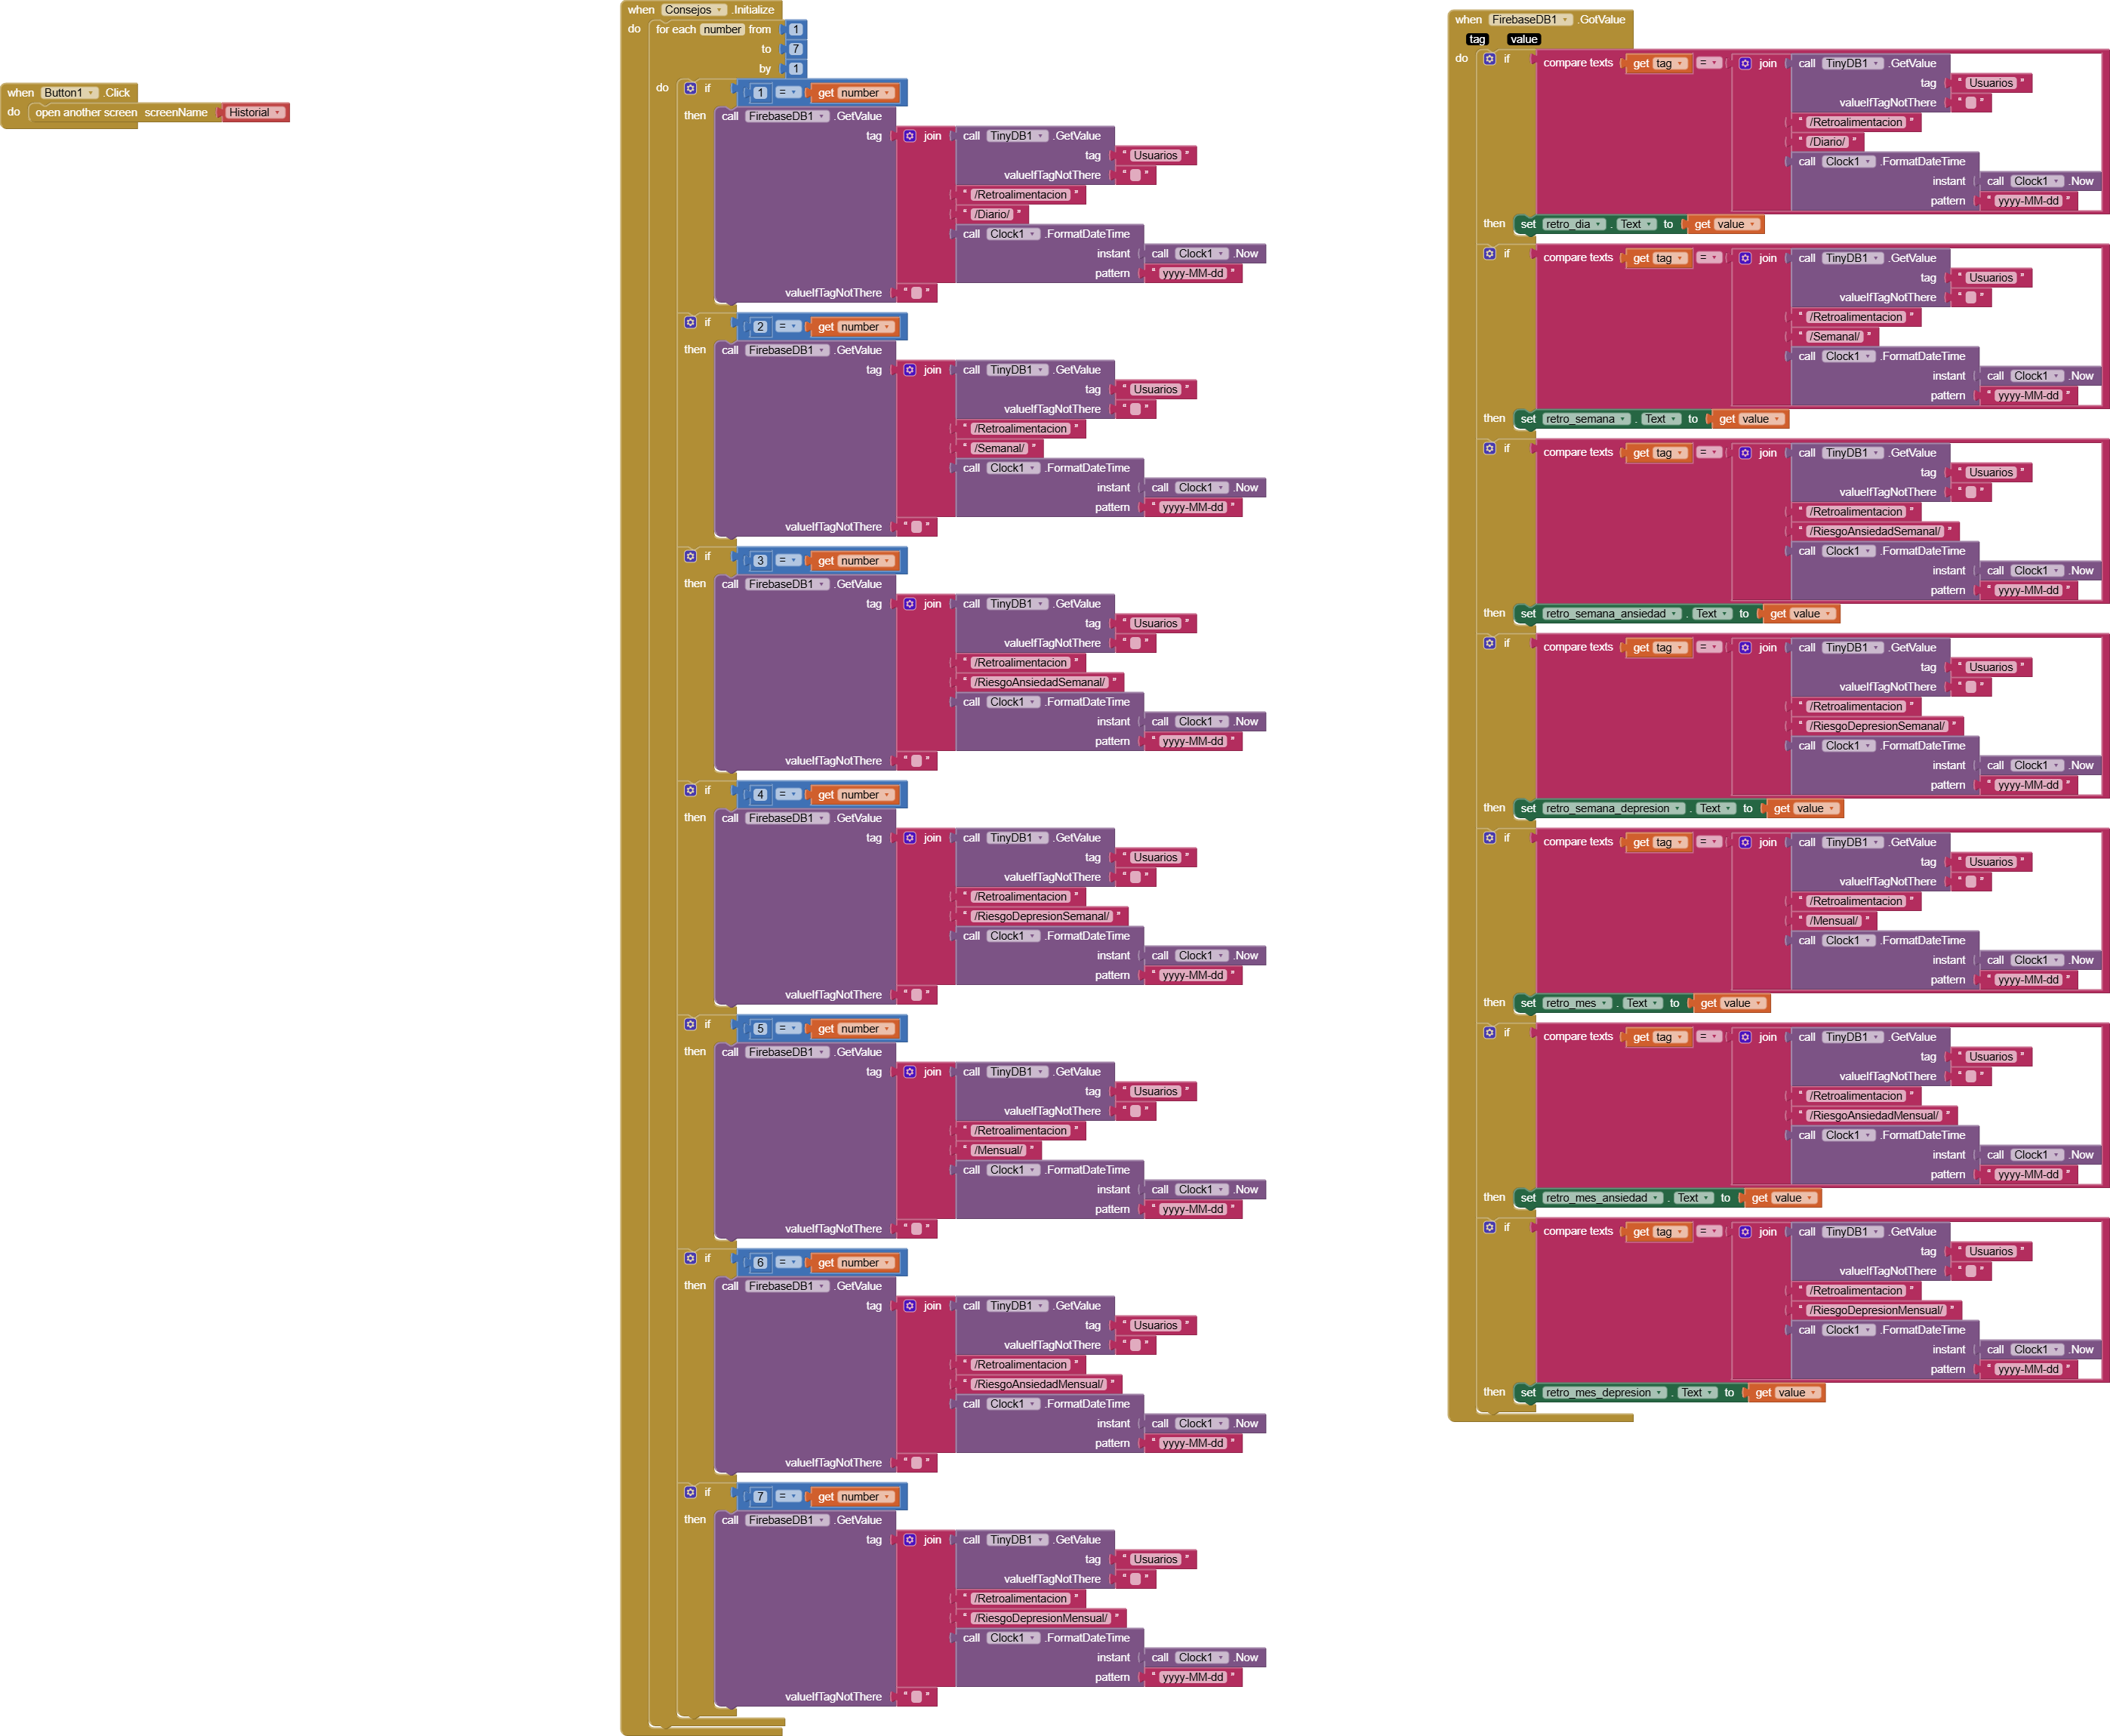 when Button1 .Click
do open another screen screenName Historial
when Consejos .Initialize
do for each number from 1
to 7
by 1
do if 1 = get number
then call FirebaseDB1 .GetValue
tag join call TinyDB1 .GetValue
tag " Usuarios "
valueIfTagNotThere " "
" /Retroalimentacion "
" /Diario/ "
call Clock1 .FormatDateTime
instant call Clock1 .Now
pattern " yyyy-MM-dd "
valueIfTagNotThere " "
if 2 = get number
then call FirebaseDB1 .GetValue
tag join call TinyDB1 .GetValue
tag " Usuarios "
valueIfTagNotThere " "
" /Retroalimentacion "
" /Semanal/ "
call Clock1 .FormatDateTime
instant call Clock1 .Now
pattern " yyyy-MM-dd "
valueIfTagNotThere " "
if 3 = get number
then call FirebaseDB1 .GetValue
tag join call TinyDB1 .GetValue
tag " Usuarios "
valueIfTagNotThere " "
" /Retroalimentacion "
" /RiesgoAnsiedadSemanal/ "
call Clock1 .FormatDateTime
instant call Clock1 .Now
pattern " yyyy-MM-dd "
valueIfTagNotThere " "
if 4 = get number
then call FirebaseDB1 .GetValue
tag join call TinyDB1 .GetValue
tag " Usuarios "
valueIfTagNotThere " "
" /Retroalimentacion "
" /RiesgoDepresionSemanal/ "
call Clock1 .FormatDateTime
instant call Clock1 .Now
pattern " yyyy-MM-dd "
valueIfTagNotThere " "
if 5 = get number
then call FirebaseDB1 .GetValue
tag join call TinyDB1 .GetValue
tag " Usuarios "
valueIfTagNotThere " "
" /Retroalimentacion "
" /Mensual/ "
call Clock1 .FormatDateTime
instant call Clock1 .Now
pattern " yyyy-MM-dd "
valueIfTagNotThere " "
if 6 = get number
then call FirebaseDB1 .GetValue
tag join call TinyDB1 .GetValue
tag " Usuarios "
valueIfTagNotThere " "
" /Retroalimentacion "
" /RiesgoAnsiedadMensual/ "
call Clock1 .FormatDateTime
instant call Clock1 .Now
pattern " yyyy-MM-dd "
valueIfTagNotThere " "
if 7 = get number
then call FirebaseDB1 .GetValue
tag join call TinyDB1 .GetValue
tag " Usuarios "
valueIfTagNotThere " "
" /Retroalimentacion "
" /RiesgoDepresionMensual/ "
call Clock1 .FormatDateTime
instant call Clock1 .Now
pattern " yyyy-MM-dd "
valueIfTagNotThere " "
when FirebaseDB1 .GotValue
tag value
do if compare texts get tag = join call TinyDB1 .GetValue
tag " Usuarios "
valueIfTagNotThere " "
" /Retroalimentacion "
" /Diario/ "
call Clock1 .FormatDateTime
instant call Clock1 .Now
pattern " yyyy-MM-dd "
then set retro_dia . Text to get value
if compare texts get tag = join call TinyDB1 .GetValue
tag " Usuarios "
valueIfTagNotThere " "
" /Retroalimentacion "
" /Semanal/ "
call Clock1 .FormatDateTime
instant call Clock1 .Now
pattern " yyyy-MM-dd "
then set retro_semana . Text to get value
if compare texts get tag = join call TinyDB1 .GetValue
tag " Usuarios "
valueIfTagNotThere " "
" /Retroalimentacion "
" /RiesgoAnsiedadSemanal/ "
call Clock1 .FormatDateTime
instant call Clock1 .Now
pattern " yyyy-MM-dd "
then set retro_semana_ansiedad . Text to get value
if compare texts get tag = join call TinyDB1 .GetValue
tag " Usuarios "
valueIfTagNotThere " "
" /Retroalimentacion "
" /RiesgoDepresionSemanal/ "
call Clock1 .FormatDateTime
instant call Clock1 .Now
pattern " yyyy-MM-dd "
then set retro_semana_depresion . Text to get value
if compare texts get tag = join call TinyDB1 .GetValue
tag " Usuarios "
valueIfTagNotThere " "
" /Retroalimentacion "
" /Mensual/ "
call Clock1 .FormatDateTime
instant call Clock1 .Now
pattern " yyyy-MM-dd "
then set retro_mes . Text to get value
if compare texts get tag = join call TinyDB1 .GetValue
tag " Usuarios "
valueIfTagNotThere " "
" /Retroalimentacion "
" /RiesgoAnsiedadMensual/ "
call Clock1 .FormatDateTime
instant call Clock1 .Now
pattern " yyyy-MM-dd "
then set retro_mes_ansiedad . Text to get value
if compare texts get tag = join call TinyDB1 .GetValue
tag " Usuarios "
valueIfTagNotThere " "
" /Retroalimentacion "
" /RiesgoDepresionMensual/ "
call Clock1 .FormatDateTime
instant call Clock1 .Now
pattern " yyyy-MM-dd "
then set retro_mes_depresion . Text to get value